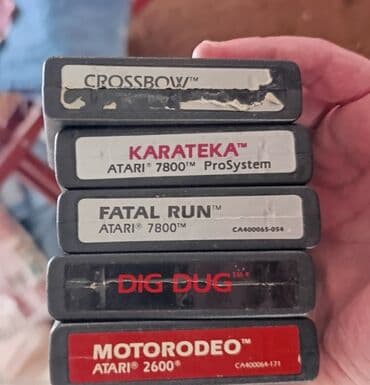 CROSSBOW™
KARATEKA™
ATARI® 7800™ ProSystem
FATAL RUN™
ATARI® 7800™ CA400065-054
DIG DUG™
MOTORODEO™
ATARI® 2600® CA400064-171